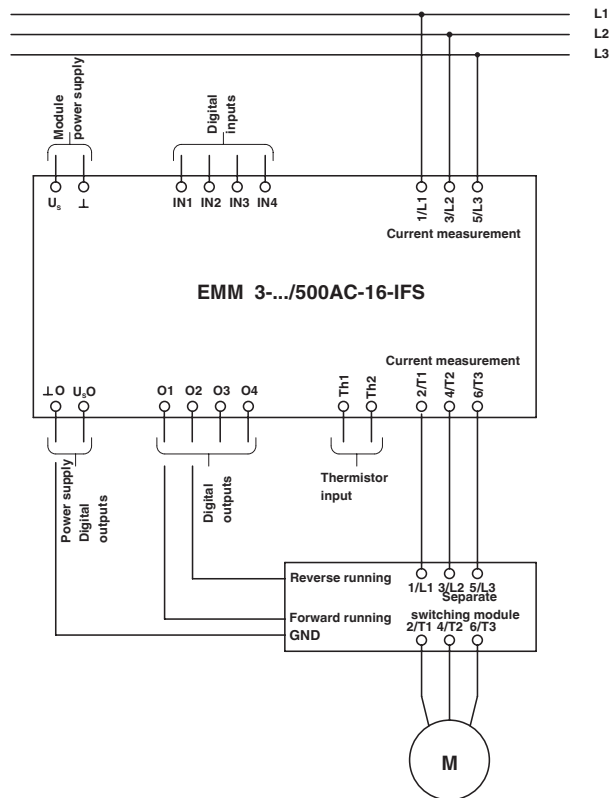 L1
L2
L3
Module
power supply
Digital
inputs
Us
⊥
IN1
IN2
IN3
IN4
1/L1
3/L2
5/L3
Current measurement
EMM 3-.../500AC-16-IFS
Current measurement
⊥O
UsO
O1
O2
O3
O4
Th1
Th2
2/T1
4/T2
6/T3
Power supply
Digital
outputs
Digital
outputs
Thermistor
input
Reverse running
1/L1
3/L2
5/L3
Separate
Forward running
switching module
GND
2/T1
4/T2
6/T3
M